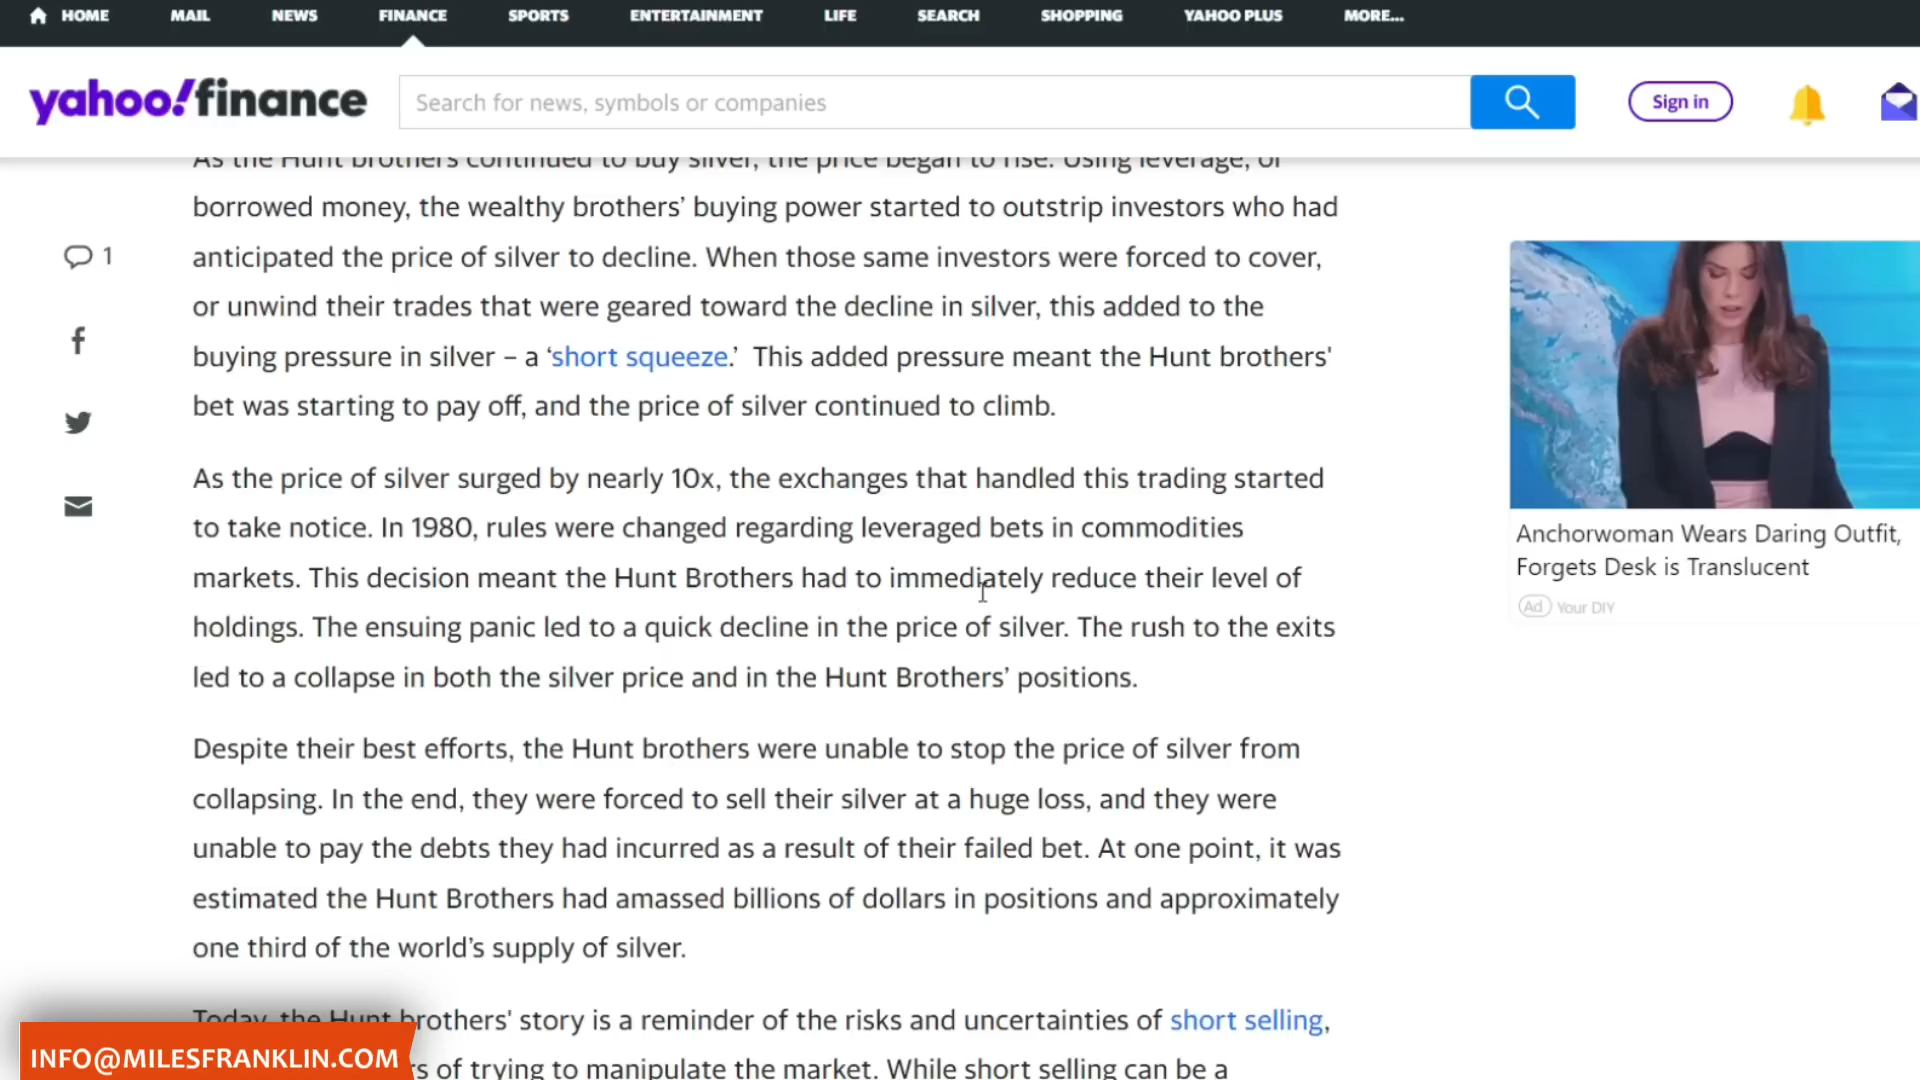 HOME MAIL NEWS FINANCE SPORTS ENTERTAINMENT LIFE SEARCH SHOPPING YAHOO PLUS MORE...
yahoo!finance
Search for news, symbols or companies
Sign in
As the Hunt brothers continued to buy silver, the price began to rise. Using leverage, or
borrowed money, the wealthy brothers’ buying power started to outstrip investors who had
anticipated the price of silver to decline. When those same investors were forced to cover,
or unwind their trades that were geared toward the decline in silver, this added to the
buying pressure in silver – a ‘short squeeze.’ This added pressure meant the Hunt brothers'
bet was starting to pay off, and the price of silver continued to climb.
As the price of silver surged by nearly 10x, the exchanges that handled this trading started
to take notice. In 1980, rules were changed regarding leveraged bets in commodities
markets. This decision meant the Hunt Brothers had to immediately reduce their level of
holdings. The ensuing panic led to a quick decline in the price of silver. The rush to the exits
led to a collapse in both the silver price and in the Hunt Brothers’ positions.
Despite their best efforts, the Hunt brothers were unable to stop the price of silver from
collapsing. In the end, they were forced to sell their silver at a huge loss, and they were
unable to pay the debts they had incurred as a result of their failed bet. At one point, it was
estimated the Hunt Brothers had amassed billions of dollars in positions and approximately
one third of the world’s supply of silver.
Today, the Hunt brothers' story is a reminder of the risks and uncertainties of short selling,
of trying to manipulate the market. While short selling can be a
1
Anchorwoman Wears Daring Outfit,
Forgets Desk is Translucent
Ad Your DIY
INFO@MILESFRANKLIN.COM